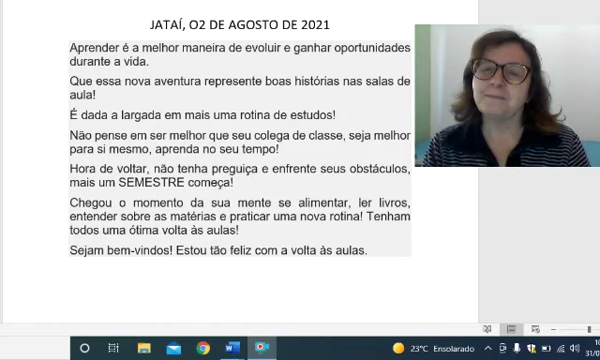 JATAÍ, O2 DE AGOSTO DE 2021
Aprender é a melhor maneira de evoluir e ganhar oportunidades
durante a vida.
Que essa nova aventura represente boas histórias nas salas de
aula!
É dada a largada em mais uma rotina de estudos!
Não pense em ser melhor que seu colega de classe, seja melhor
para si mesmo, aprenda no seu tempo!
Hora de voltar, não tenha preguiça e enfrente seus obstáculos,
mais um SEMESTRE começa!
Chegou o momento da sua mente se alimentar, ler livros,
entender sobre as matérias e praticar uma nova rotina! Tenham
todos uma ótima volta às aulas!
Sejam bem-vindos! Estou tão feliz com a volta às aulas.
23°C Ensolarado